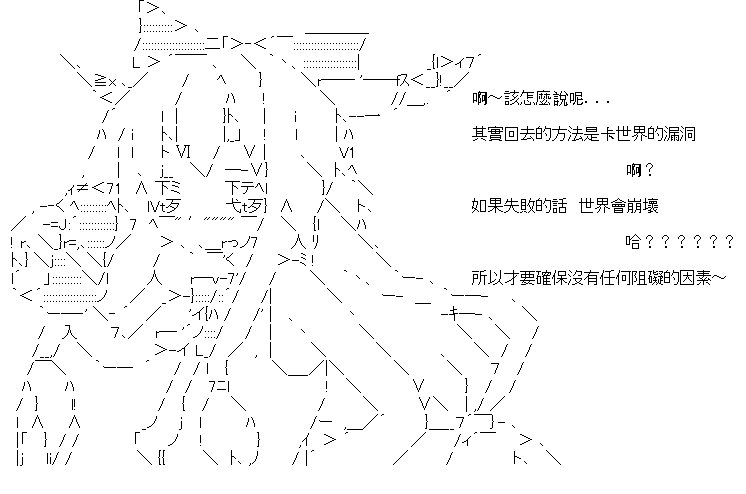 啊～該怎麼說呢...
其實回去的方法是卡世界的漏洞
啊？
如果失敗的話　世界會崩壞
哈？？？？？？
所以才要確保沒有任何阻礙的因素～